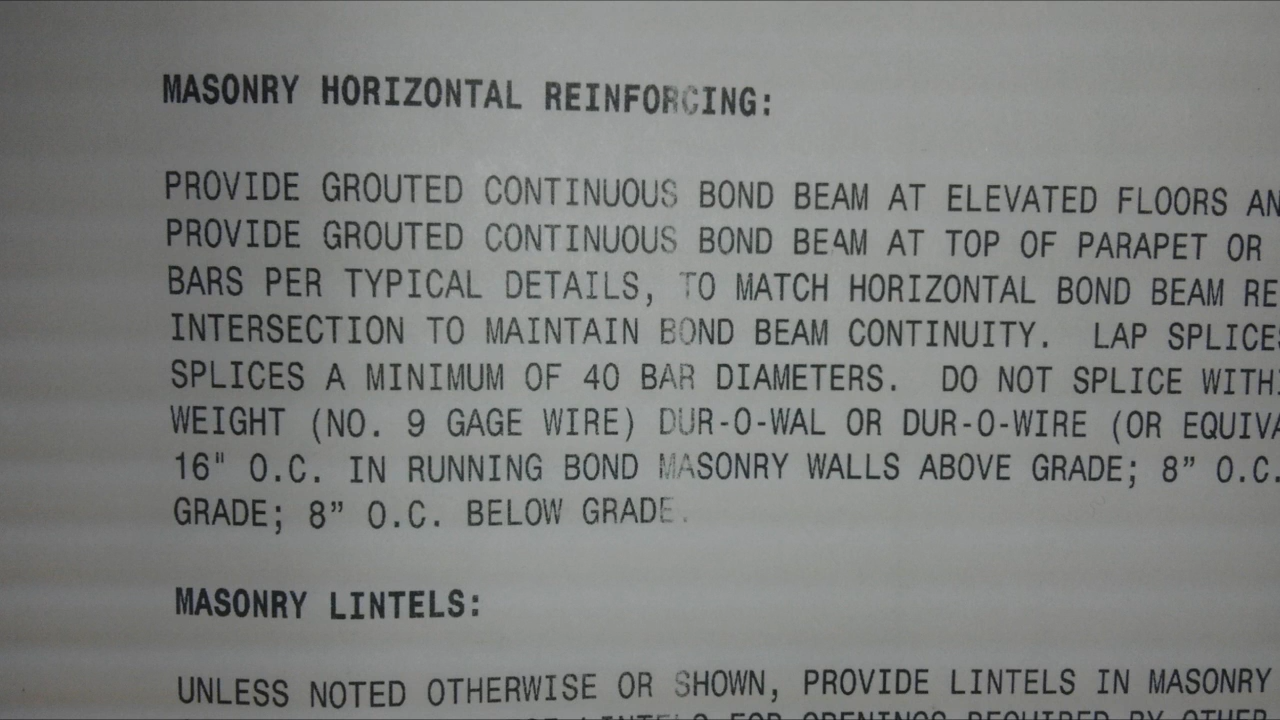 MASONRY HORIZONTAL REINFORCING:
PROVIDE GROUTED CONTINUOUS BOND BEAM AT ELEVATED FLOORS
PROVIDE GROUTED CONTINUOUS BOND BEAM AT TOP OF PARAPET OR
BARS PER TYPICAL DETAILS, TO MATCH HORIZONTAL BOND BEAM
INTERSECTION TO MAINTAIN BOND BEAM CONTINUITY. LAP
SPLICES A MINIMUM OF 40 BAR DIAMETERS. DO NOT SPLICE
WEIGHT (NO. 9 GAGE WIRE) DUR-O-WAL OR DUR-O-WIRE (OR
16" O.C. IN RUNNING BOND MASONRY WALLS ABOVE GRADE; 8” O.C.
GRADE; 8” O.C. BELOW GRADE.
MASONRY LINTELS:
UNLESS NOTED OTHERWISE OR SHOWN, PROVIDE LINTELS IN MASONRY